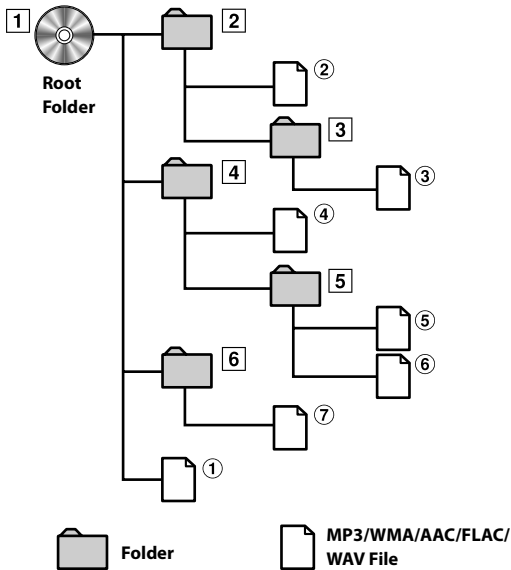 1
Root
Folder
2
②
3
③
4
④
5
⑤
⑥
6
⑦
①
Folder
MP3/WMA/AAC/FLAC/
WAV File